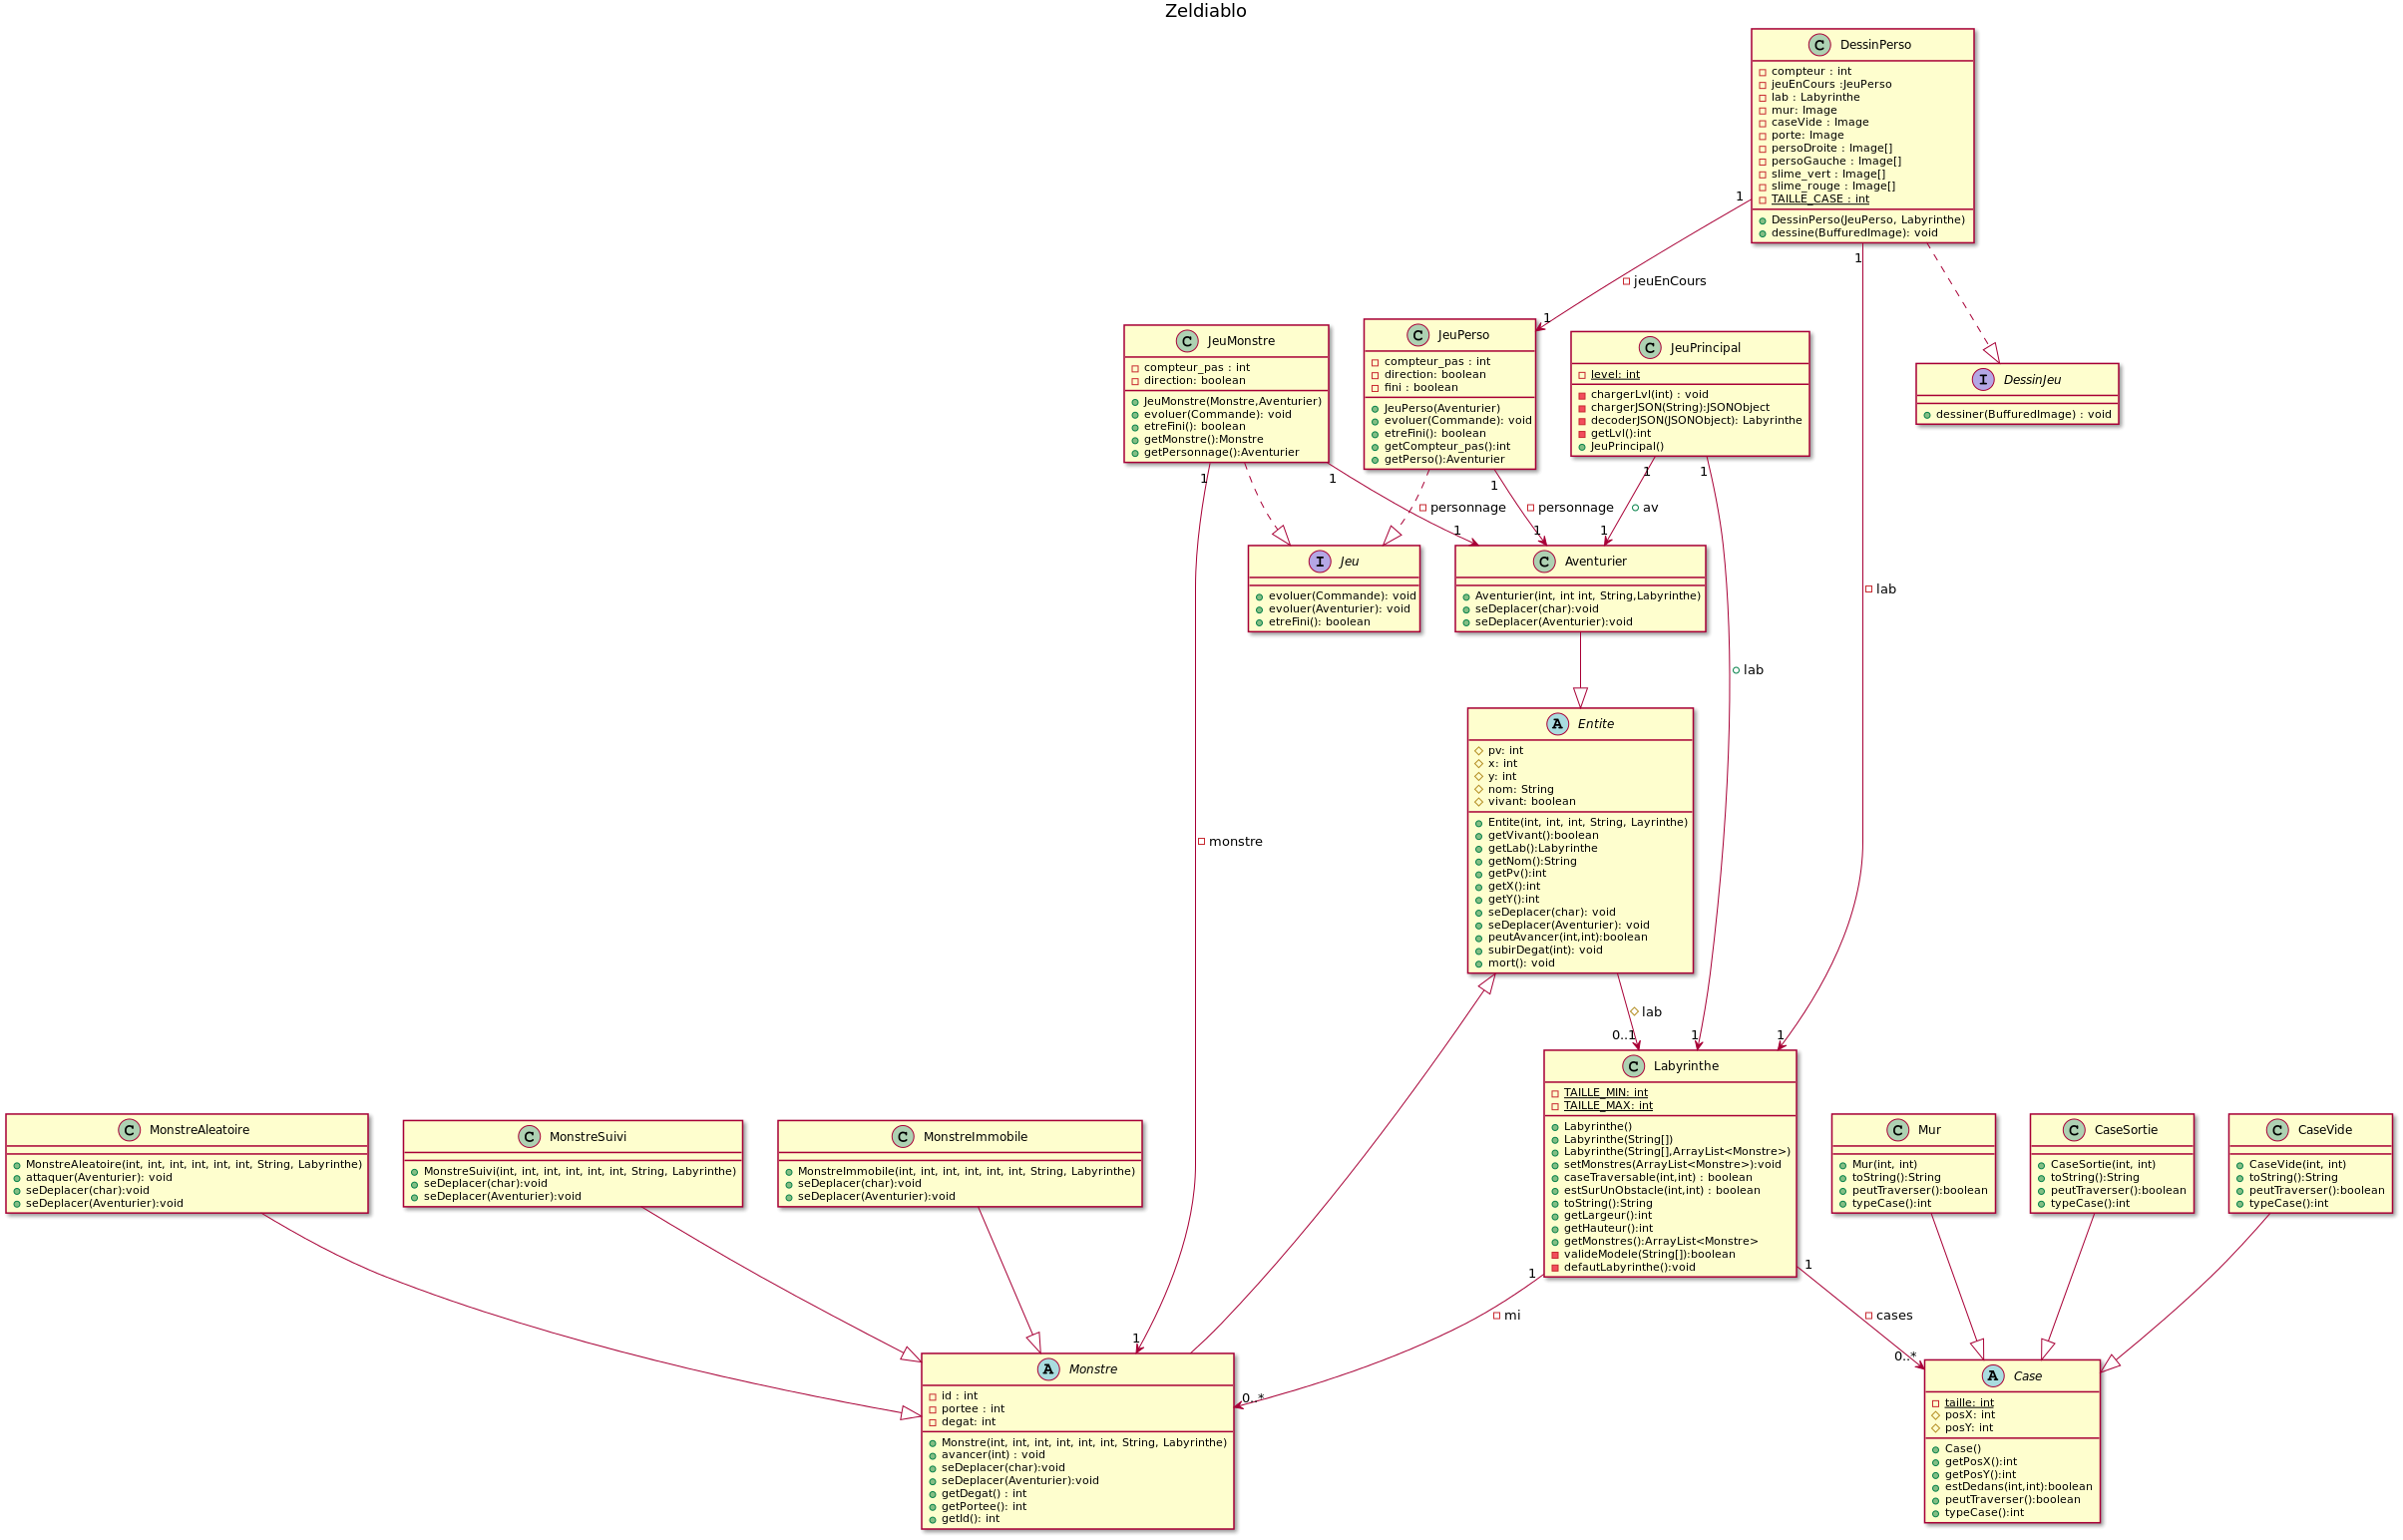 Zeldiablo
C DessinPerso
compteur : int
jeuEnCours :JeuPerso
lab : Labyrinthe
mur: Image
caseVide : Image
porte: Image
persoDroite : Image[]
persoGauche : Image[]
slime_vert : Image[]
slime_rouge : Image[]
TAILLE_CASE : int
DessinPerso(JeuPerso, Labyrinthe)
dessine(BuffuredImage): void
1
1
jeuEnCours
1
C JeuMonstre
compteur_pas : int
direction: boolean
JeuMonstre(Monstre,Aventurier)
evoluer(Commande): void
etreFini(): boolean
getMonstre():Monstre
getPersonnage():Aventurier
C JeuPerso
compteur_pas : int
direction: boolean
fini : boolean
JeuPerso(Aventurier)
evoluer(Commande): void
etreFini(): boolean
getCompteur_pas():int
getPerso():Aventurier
C JeuPrincipal
level: int
chargerLvl(int) : void
chargerJSON(String):JSONObject
decoderJSON(JSONObject): Labyrinthe
getLvl():int
JeuPrincipal()
I DessinJeu
dessiner(BuffuredImage) : void
1
1
1
1
1
personnage
personnage
av
1
1
1
lab
I Jeu
evoluer(Commande): void
evoluer(Aventurier): void
etreFini(): boolean
C Aventurier
Aventurier(int, int int, String,Labyrinthe)
seDeplacer(char):void
seDeplacer(Aventurier):void
lab
A Entite
pv: int
x: int
y: int
nom: String
vivant: boolean
Entite(int, int, int, String, Layrinthe)
getVivant():boolean
getLab():Labyrinthe
getNom():String
getPv():int
getX():int
getY():int
seDeplacer(char): void
seDeplacer(Aventurier): void
peutAvancer(int,int):boolean
subirDegat(int): void
mort(): void
monstre
lab
0..1
1
1
C Labyrinthe
TAILLE_MIN: int
TAILLE_MAX: int
Labyrinthe()
Labyrinthe(String[])
Labyrinthe(String[],ArrayList<Monstre>)
setMonstres(ArrayList<Monstre>):void
caseTraversable(int,int) : boolean
estSurUnObstacle(int,int) : boolean
toString():String
getLargeur():int
getHauteur():int
getMonstres():ArrayList<Monstre>
valideModele(String[]):boolean
defautLabyrinthe():void
C MonstreAleatoire
MonstreAleatoire(int, int, int, int, int, int, String, Labyrinthe)
attaquer(Aventurier): void
seDeplacer(char):void
seDeplacer(Aventurier):void
C MonstreSuivi
MonstreSuivi(int, int, int, int, int, int, String, Labyrinthe)
seDeplacer(char):void
seDeplacer(Aventurier):void
C MonstreImmobile
MonstreImmobile(int, int, int, int, int, int, String, Labyrinthe)
seDeplacer(char):void
seDeplacer(Aventurier):void
C Mur
Mur(int, int)
toString():String
peutTraverser():boolean
typeCase():int
C CaseSortie
CaseSortie(int, int)
toString():String
peutTraverser():boolean
typeCase():int
C CaseVide
CaseVide(int, int)
toString():String
peutTraverser():boolean
typeCase():int
1
1
mi
cases
1
0..*
0..*
A Monstre
id : int
portee : int
degat: int
Monstre(int, int, int, int, int, int, String, Labyrinthe)
avancer(int) : void
seDeplacer(char):void
seDeplacer(Aventurier):void
getDegat() : int
getPortee(): int
getId(): int
A Case
taille: int
posX: int
posY: int
Case()
getPosX():int
getPosY():int
estDedans(int,int):boolean
peutTraverser():boolean
typeCase():int